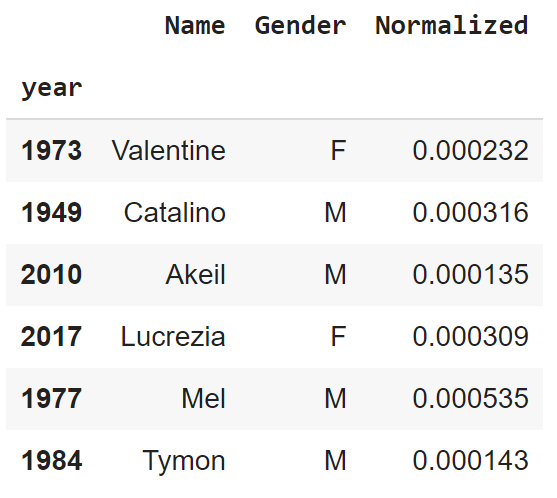 Name Gender Normalized
year
1973 Valentine F 0.000232
1949 Catalino M 0.000316
2010 Akeil M 0.000135
2017 Lucrezia F 0.000309
1977 Mel M 0.000535
1984 Tymon M 0.000143